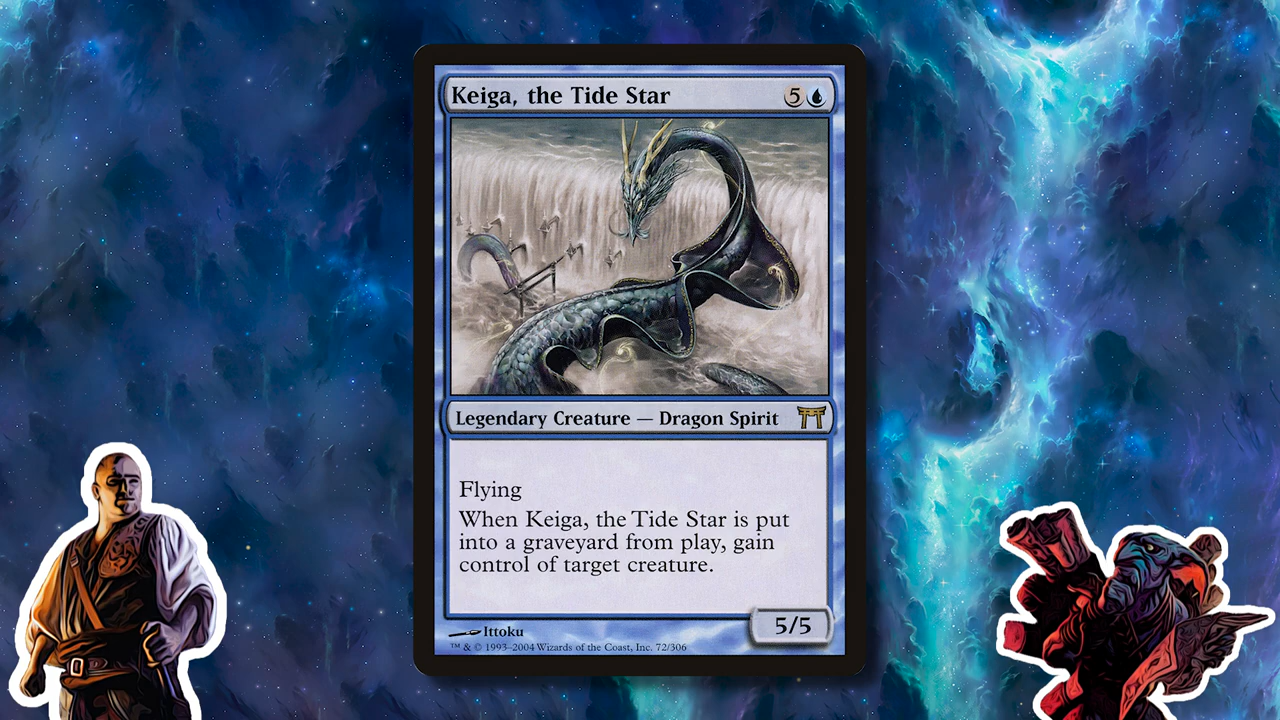 Keiga, the Tide Star 5
Legendary Creature — Dragon Spirit
Flying
When Keiga, the Tide Star is put
into a graveyard from play, gain
control of target creature.
5/5
Ittoku
™ & © 1993–2004 Wizards of the Coast, Inc. 72/306